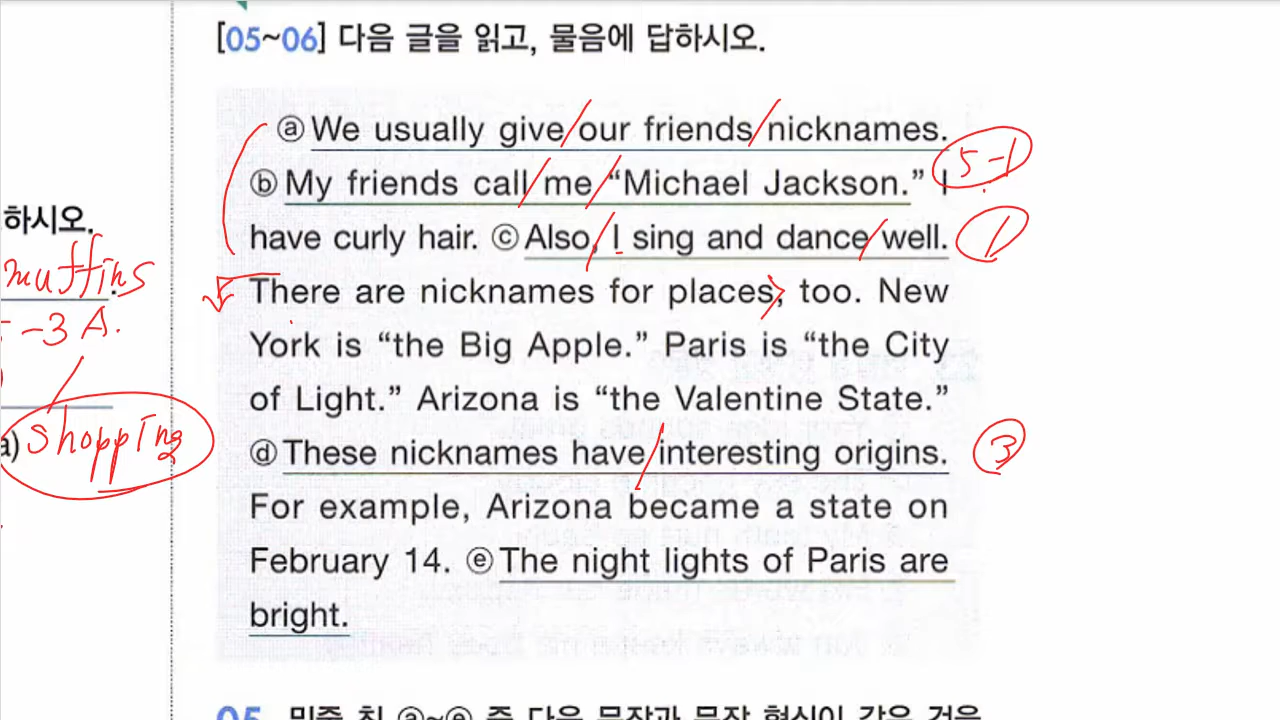 [05~06] 다음 글을 읽고, 물음에 답하시오.
ⓐ We usually give our friends nicknames.
ⓑ My friends call me “Michael Jackson.” I
5-1
have curly hair. ⓒ Also, I sing and dance well.
1
There are nicknames for places, too. New
York is “the Big Apple.” Paris is “the City
of Light.” Arizona is “the Valentine State.”
ⓓ These nicknames have interesting origins.
3
For example, Arizona became a state on
February 14. ⓔ The night lights of Paris are
bright.
하시오.
muffins.
-3 A.
a) shopping
05 밑줄 친 ⓐ~ⓔ 중 다음 문장과 문장 형식이 같은 것을